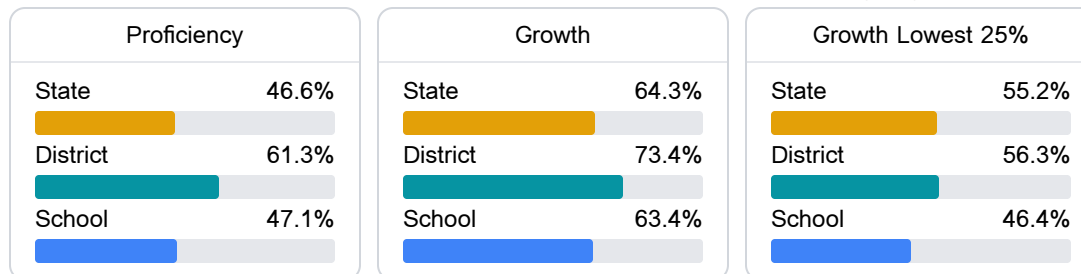 Proficiency
State 46.6%
District 61.3%
School 47.1%
Growth
State 64.3%
District 73.4%
School 63.4%
Growth Lowest 25%
State 55.2%
District 56.3%
School 46.4%